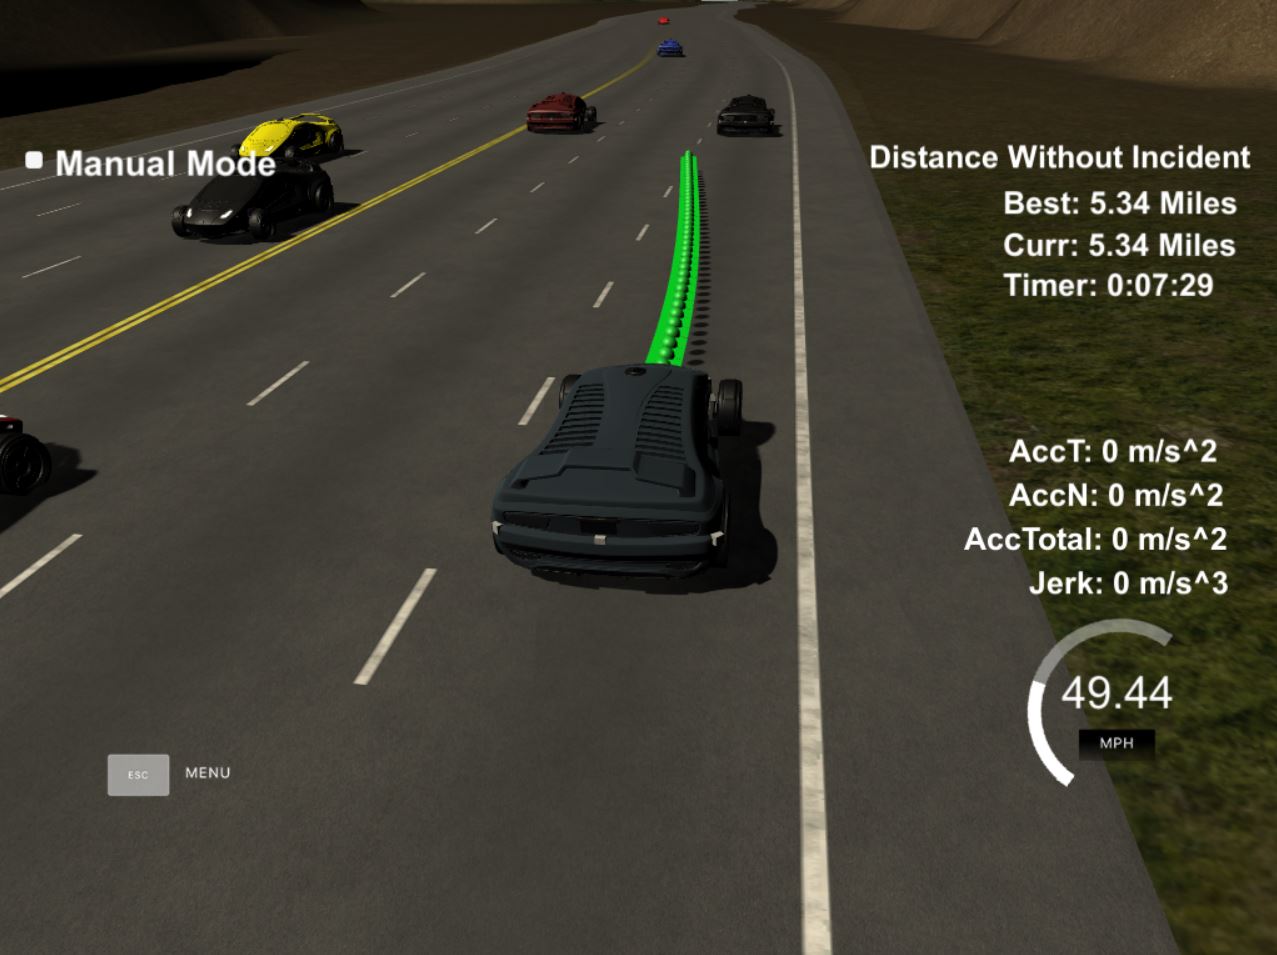 Manual Mode
Distance Without Incident
Best: 5.34 Miles
Curr: 5.34 Miles
Timer: 0:07:29
AccT: 0 m/s^2
AccN: 0 m/s^2
AccTotal: 0 m/s^2
Jerk: 0 m/s^3
49.44
MPH
ESC MENU